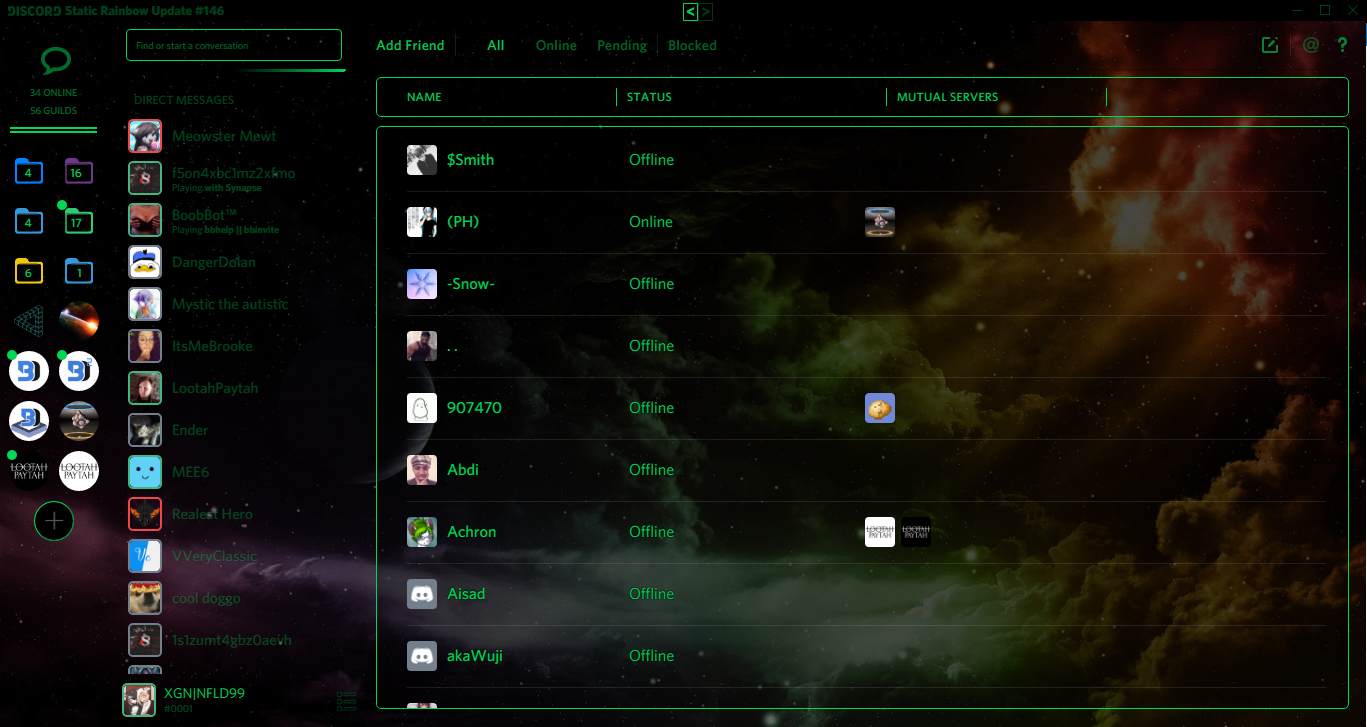 DISCORD Static Rainbow Update #146
< >
Find or start a conversation
Add Friend All Online Pending Blocked
@ ?
34 ONLINE
56 GUILDS
DIRECT MESSAGES
NAME STATUS MUTUAL SERVERS
4 16
4 17
6 1
Meowster Mewt
f5on4xbc1mz2xfmo
Playing with Synapse
BoobBot™
Playing bbhelp || bbinvite
DangerDolan
Mystic the autistic
ItsMeBrooke
LootahPaytah
Ender
MEE6
Realest Hero
VVeryClassic
cool doggo
1s1zumt4gbz0aevh
LOOTAH
PAYTAH
LOOTAH
PAYTAH
XGNJNFLD99
#0001
$Smith Offline
(PH) Online
-Snow- Offline
. . Offline
907470 Offline
Abdi Offline
Achron Offline
LOOTAH
PAYTAH
LOOTAH
PAYTAH
Aisad Offline
akaWuji Offline